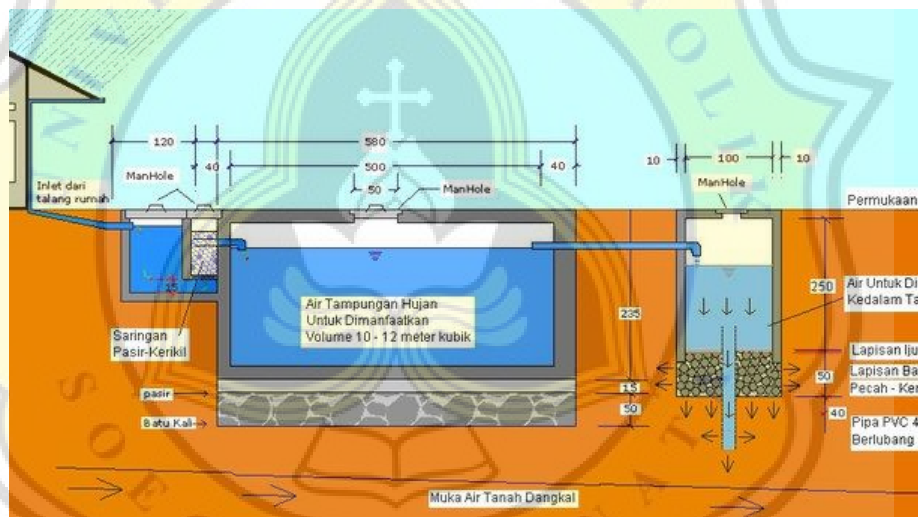 120
580
40
500
40
50
10
100
10
ManHole
ManHole
ManHole
Inlet dari
talang rumah
Permukaan
Air Tampungan Hujan
Untuk Dimanfaatkan
Volume 10 - 12 meter kubik
235
250
Air Untuk Di
Kedalam Ta
15
Saringan
Pasir-Kerikil
Lapisan Iju
Lapisan Ba
Pecah - Ker
pasir
15
50
50
Batu Kali
40
Pipa PVC 4
Berlubang
Muka Air Tanah Dangkal